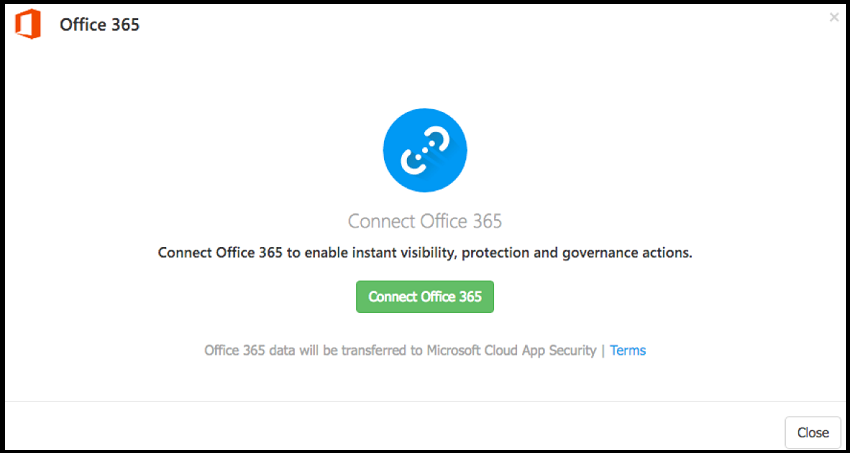 Office 365
Connect Office 365
Connect Office 365 to enable instant visibility, protection and governance actions.
Connect Office 365
Office 365 data will be transferred to Microsoft Cloud App Security | Terms
Close